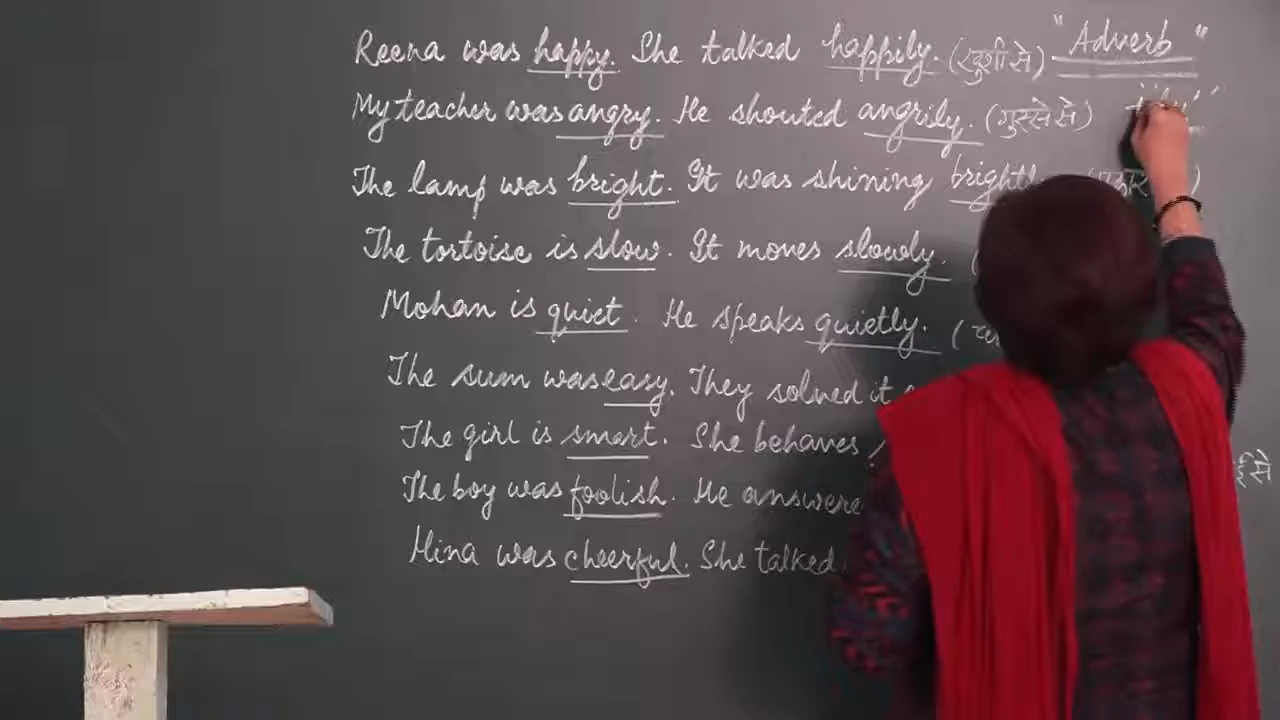 Reena was happy. She talked happily. (खुशी से) "Adverb"
My teacher was angry. He shouted angrily. (गुस्से से)
The lamp was bright. It was shining
The tortoise is slow. It moves slowly. (
Mohan is quiet. He speaks quietly. (
The sum was easy. They solved it
The girl is smart. She behaves
The boy was foolish. He answere
Mina was cheerful. She talked